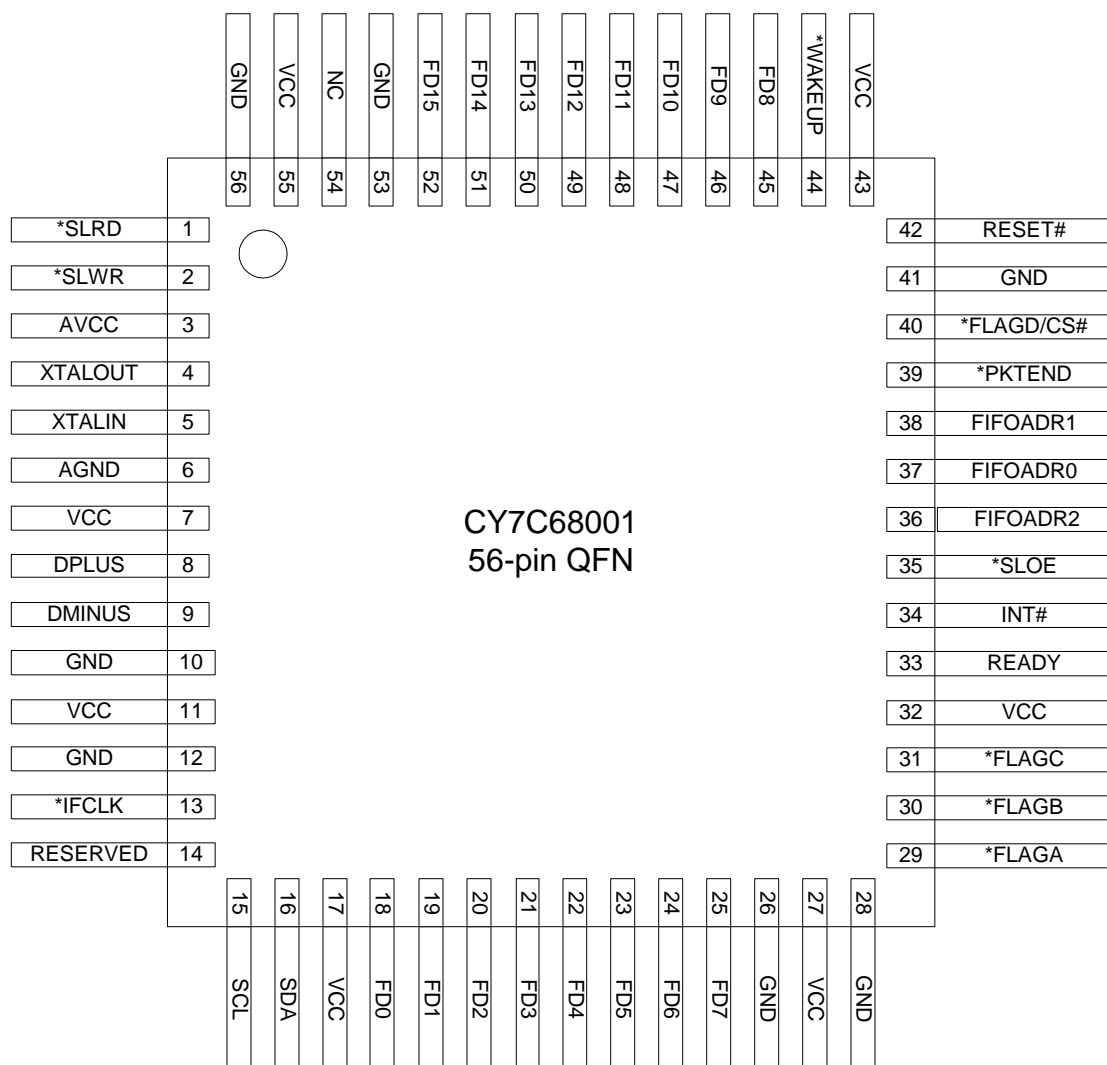 GND
VCC
NC
GND
FD15
FD14
FD13
FD12
FD11
FD10
FD9
FD8
*WAKEUP
VCC
56
55
54
53
52
51
50
49
48
47
46
45
44
43
*SLRD 1
*SLWR 2
AVCC 3
XTALOUT 4
XTALIN 5
AGND 6
VCC 7
DPLUS 8
DMINUS 9
GND 10
VCC 11
GND 12
*IFCLK 13
RESERVED 14
CY7C68001
56-pin QFN
42 RESET#
41 GND
40 *FLAGD/CS#
39 *PKTEND
38 FIFOADR1
37 FIFOADR0
36 FIFOADR2
35 *SLOE
34 INT#
33 READY
32 VCC
31 *FLAGC
30 *FLAGB
29 *FLAGA
15
16
17
18
19
20
21
22
23
24
25
26
27
28
SCL
SDA
VCC
FD0
FD1
FD2
FD3
FD4
FD5
FD6
FD7
GND
VCC
GND